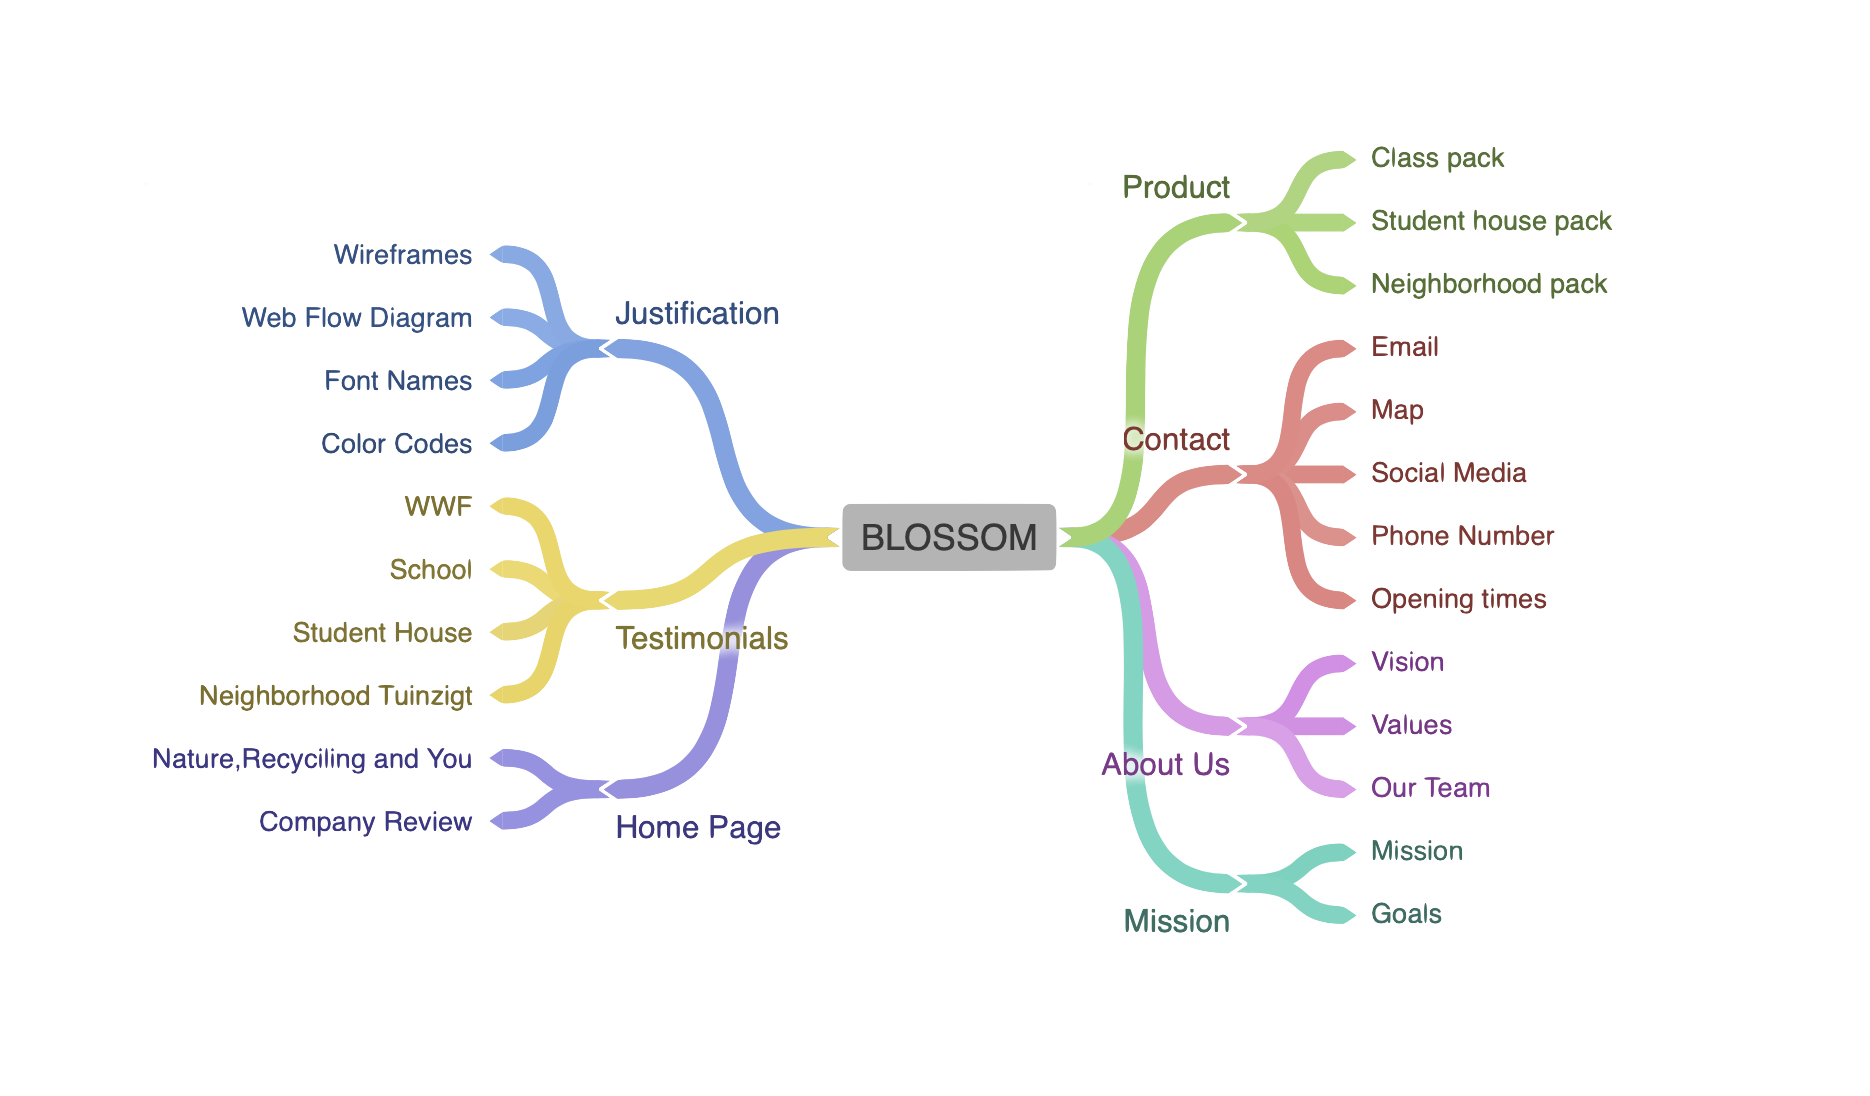 BLOSSOM
Product
Class pack
Student house pack
Neighborhood pack
Contact
Email
Map
Social Media
Phone Number
Opening times
About Us
Vision
Values
Our Team
Mission
Mission
Goals
Justification
Wireframes
Web Flow Diagram
Font Names
Color Codes
Testimonials
WWF
School
Student House
Neighborhood Tuinzigt
Home Page
Nature,Recyciling and You
Company Review